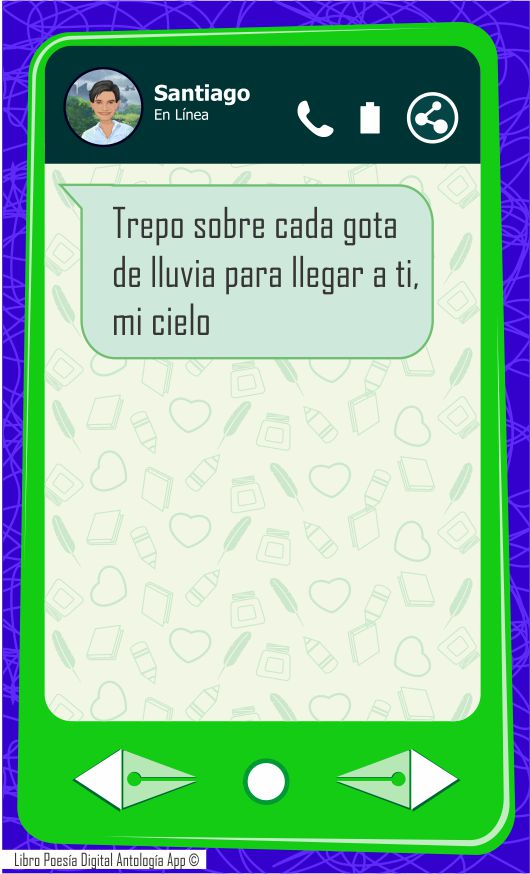 Santiago
En Línea
Trepo sobre cada gota
de lluvia para llegar a ti,
mi cielo
Libro Poesía Digital Antología App ©